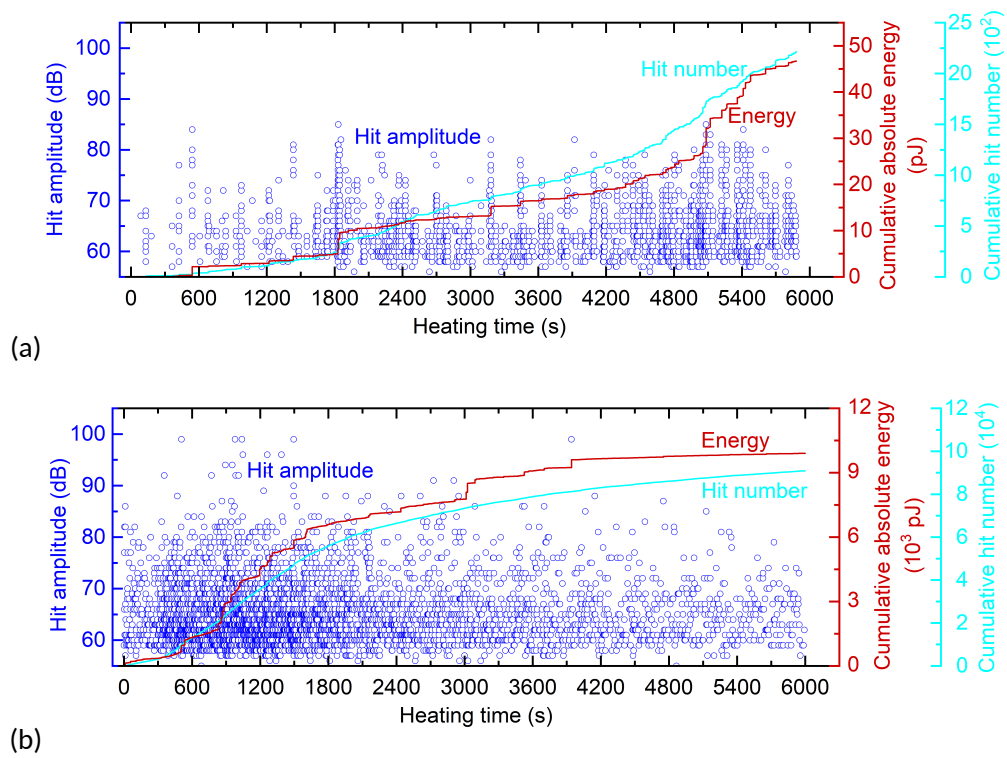 100
90
80
70
60
Hit amplitude (dB)
Hit number
Energy
Hit amplitude
50
40
30
20
10
0
Cumulative absolute energy
(pJ)
25
20
15
10
5
0
Cumulative hit number (10²)
0 600 1200 1800 2400 3000 3600 4200 4800 5400 6000
Heating time (s)
(a)
100
90
80
70
60
Hit amplitude (dB)
Energy
Hit amplitude
Hit number
12
9
6
3
0
Cumulative absolute energy
(10³ pJ)
12
10
8
6
4
2
0
Cumulative hit number (10⁴)
0 600 1200 1800 2400 3000 3600 4200 4800 5400 6000
Heating time (s)
(b)